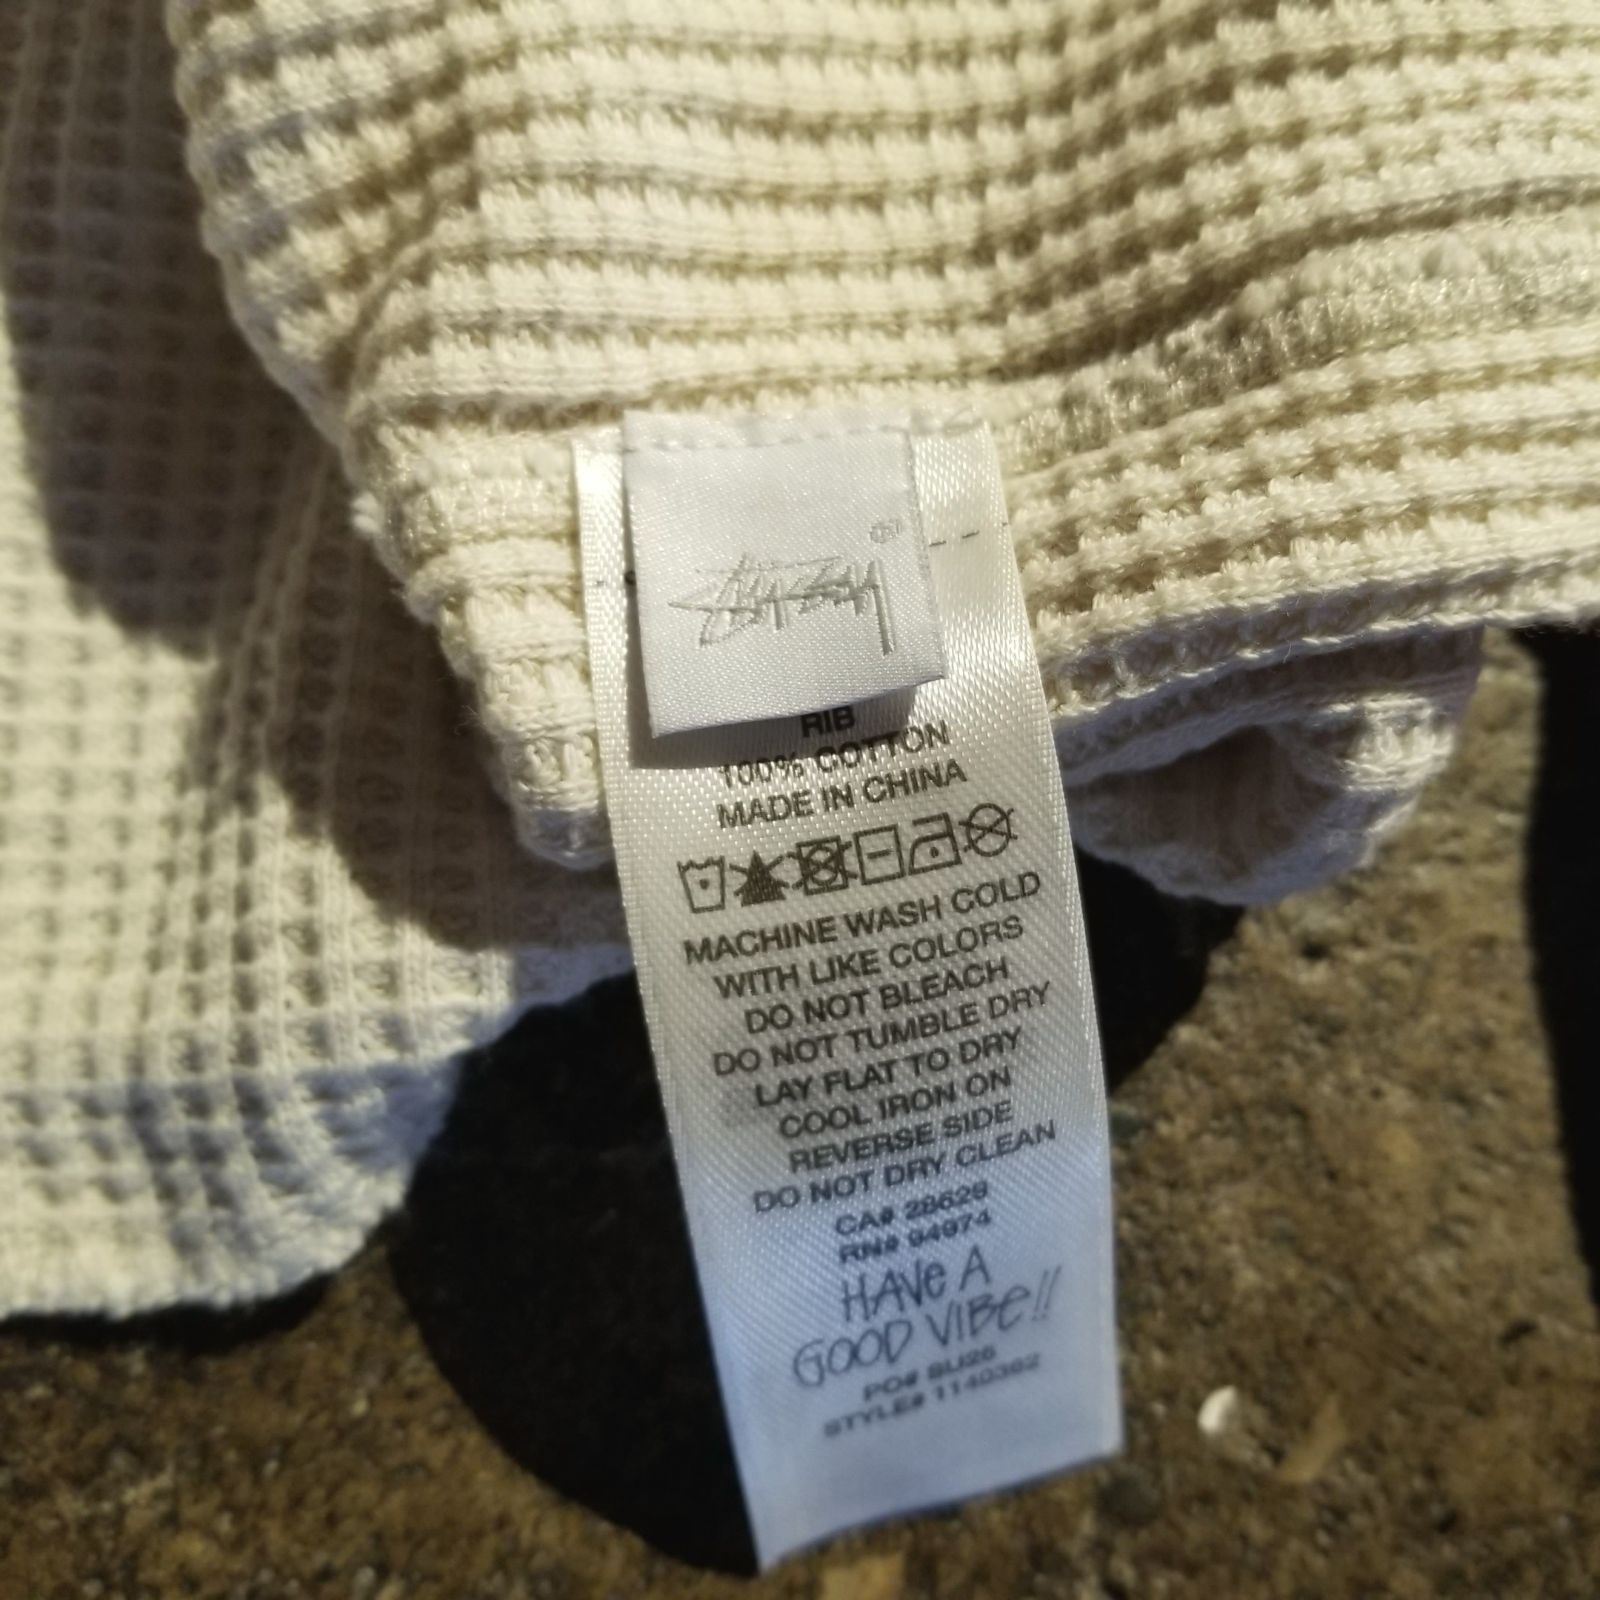 Stüssy
RIB
100% COTTON
MADE IN CHINA
MACHINE WASH COLD
WITH LIKE COLORS
DO NOT BLEACH
DO NOT TUMBLE DRY
LAY FLAT TO DRY
COOL IRON ON
REVERSE SIDE
DO NOT DRY CLEAN
CA# 28629
RN# 94974
HAVE A
GOOD VIBE!!
PO# SLI26
STYLE# 1140362